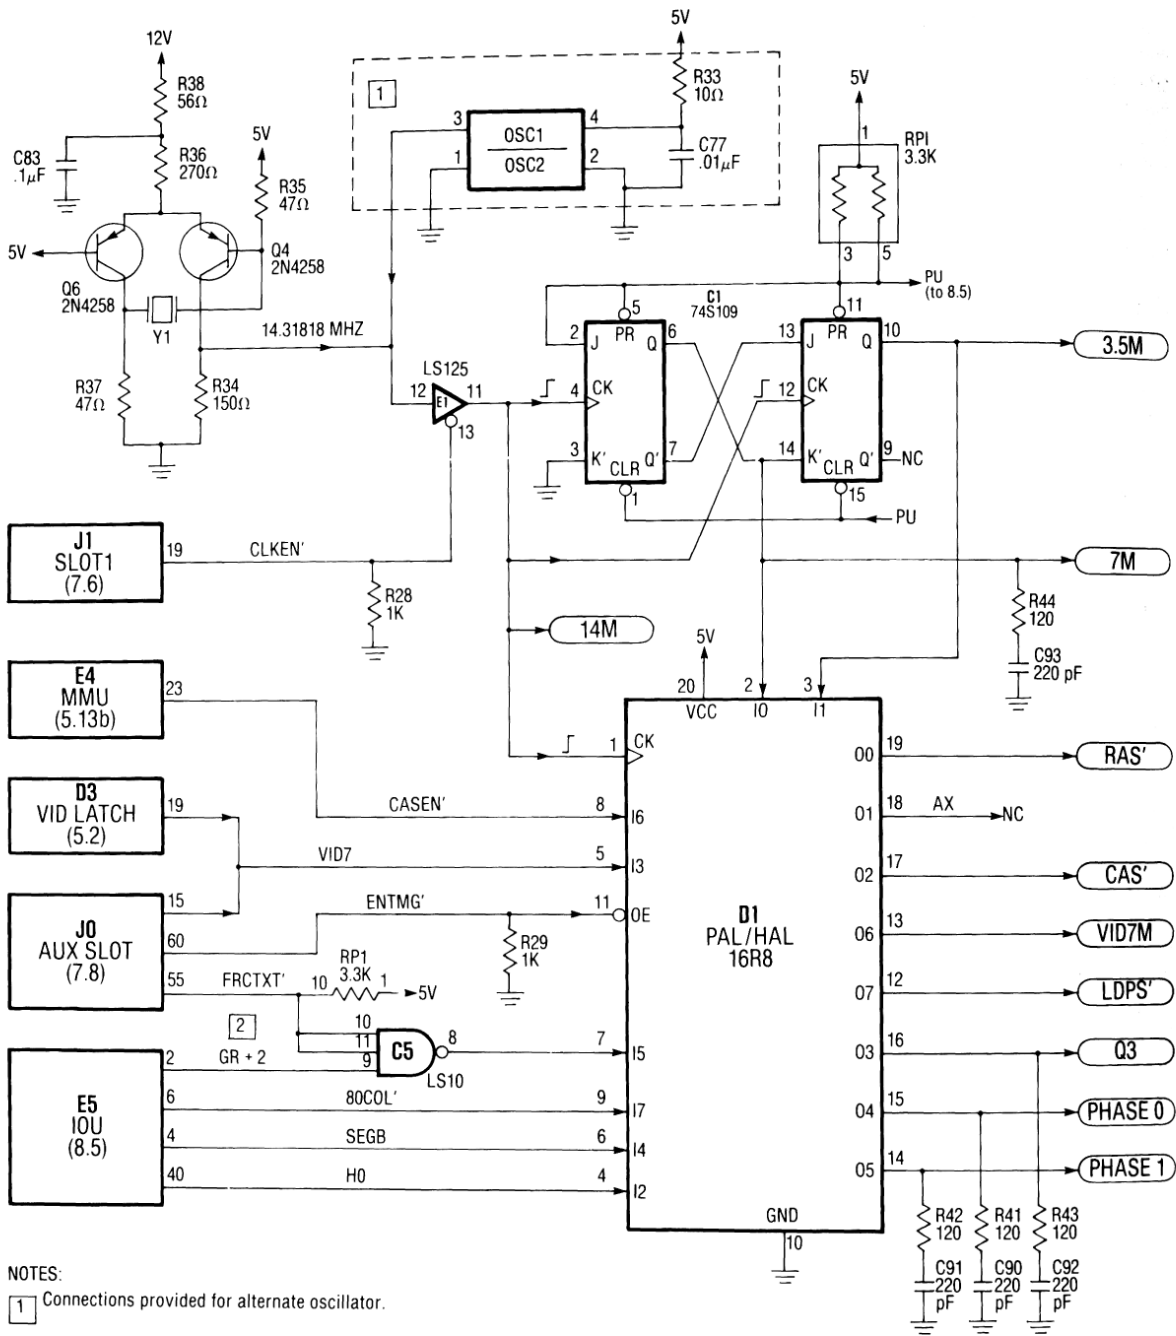 12V
R38
56Ω
C83
.1µF
R36
270Ω
5V
R35
47Ω
5V
Q6
2N4258
Q4
2N4258
Y1
R37
47Ω
R34
150Ω
14.31818 MHZ
1
3
1
OSC1
OSC2
4
2
5V
R33
10Ω
C77
.01µF
5V
1
RPI
3.3K
3
5
PU
(to 8.5)
C1
74S109
LS125
12
E1
11
13
5
2
J
PR
Q
6
4
CK
3
K'
CLR
Q'
7
1
11
13
J
PR
Q
10
12
CK
14
K'
CLR
Q'
9
NC
15
PU
3.5M
7M
14M
R44
120
C93
220 pF
J1
SLOT1
(7.6)
19
CLKEN'
R28
1K
E4
MMU
(5.13b)
23
CASEN'
D3
VID LATCH
(5.2)
19
VID7
J0
AUX SLOT
(7.8)
15
60
55
ENTMG'
R29
1K
FRCTXT'
10
RP1
3.3K
1
5V
2
GR + 2
10
11
9
C5
8
LS10
E5
IOU
(8.5)
2
6
4
40
80COL'
SEGB
H0
5V
20
VCC
2
I0
3
I1
1
CK
8
I6
5
I3
11
OE
7
I5
9
I7
6
I4
4
I2
D1
PAL/HAL
16R8
GND
10
O0
19
RAS'
O1
18
AX
NC
O2
17
CAS'
O6
13
VID7M
O7
12
LDPS'
O3
16
Q3
O4
15
PHASE 0
O5
14
PHASE 1
R42
120
R41
120
R43
120
C91
220
pF
C90
220
pF
C92
220
pF
NOTES:
1 Connections provided for alternate oscillator.